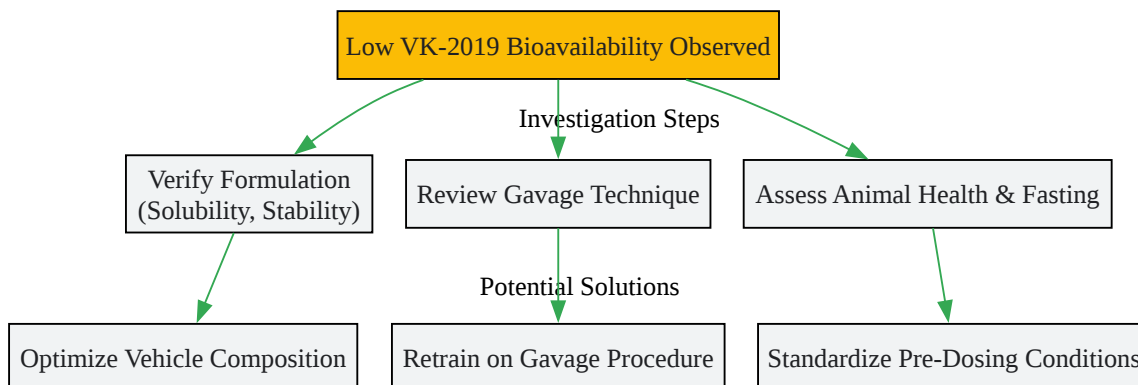 Low VK-2019 Bioavailability Observed
Investigation Steps
Verify Formulation
(Solubility, Stability)
Review Gavage Technique
Assess Animal Health & Fasting
Potential Solutions
Optimize Vehicle Composition
Retrain on Gavage Procedure
Standardize Pre-Dosing Conditions